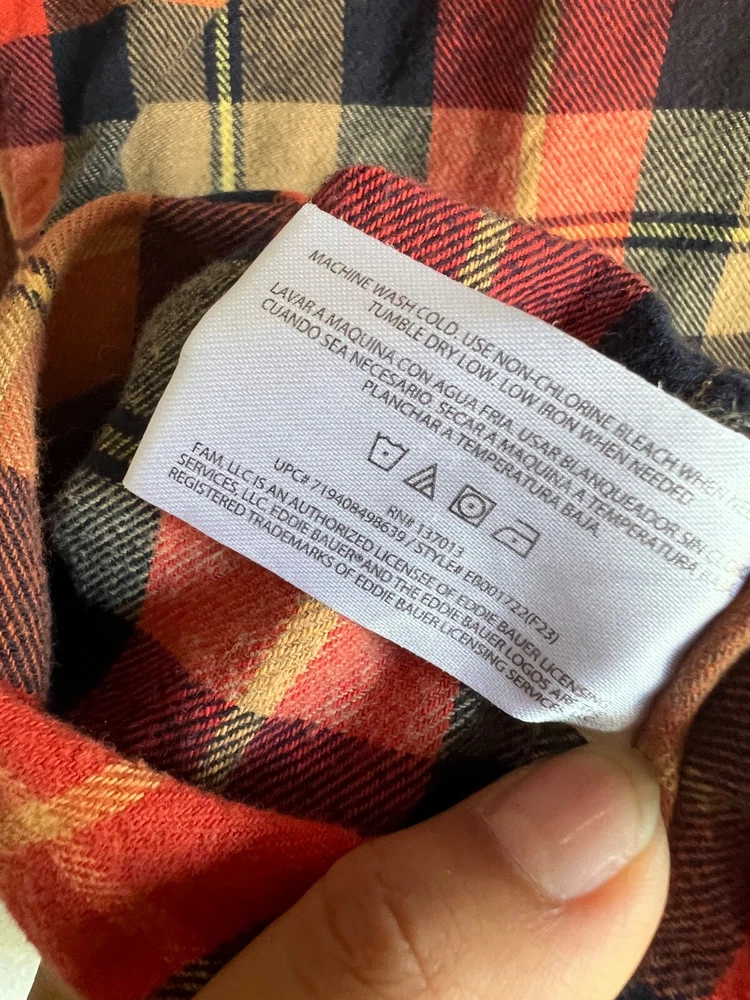 MACHINE WASH COLD. USE NON-CHLORINE BLEACH WHEN
TUMBLE DRY LOW. LOW IRON WHEN NEEDED.
LAVAR A MAQUINA CON AGUA FRIA. USAR BLANQUEADOR SIN
CUANDO SEA NECESARIO. SECAR A MAQUINA A TEMPERATURA
PLANCHAR A TEMPERATURA BAJA.
RN# 137013
UPC# 719408498639 / STYLE# EB001722(F23)
FAM, LLC IS AN AUTHORIZED LICENSEE OF EDDIE BAUER LICENSING
SERVICES, LLC. EDDIE BAUER® AND THE EDDIE BAUER LOGOS ARE
REGISTERED TRADEMARKS OF EDDIE BAUER LICENSING SERVICES